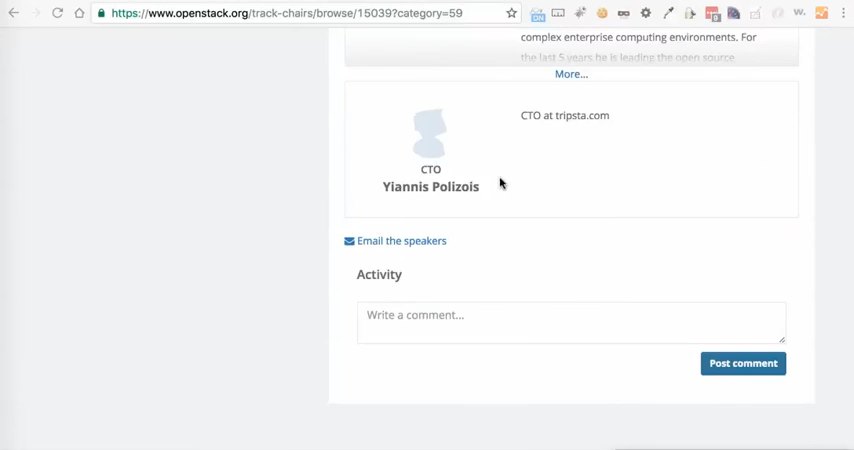 https://www.openstack.org/track-chairs/browse/15039?category=59
ON
9
w.
complex enterprise computing environments. For
the last 5 years he is leading the open source
More...
CTO at tripsta.com
CTO
Yiannis Polizois
Email the speakers
Activity
Write a comment...
Post comment